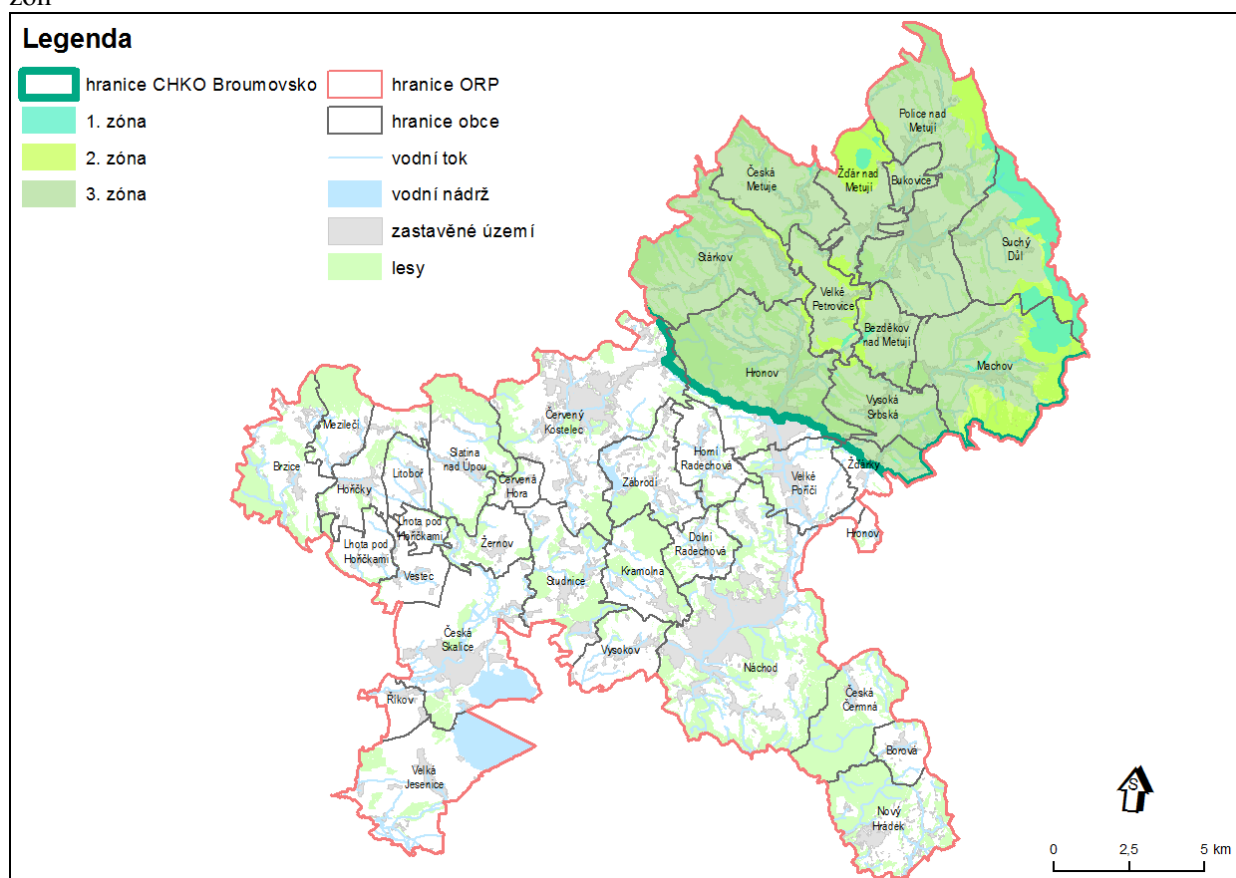 zón
Legenda
hranice CHKO Broumovsko
1. zóna
2. zóna
3. zóna
hranice ORP
hranice obce
vodní tok
vodní nádrž
zastavěné území
lesy
Police nad
Metují
Česká
Metuje
Žďár nad
Metují
Bukovice
Suchý
Důl
Stárkov
Velké
Petrovice
Bezděkov
nad Metují
Machov
Hronov
Vysoká
Srbská
Žďárky
Červený
Kostelec
Mezilečí
Brzice
Slatina
nad Úpou
Litoboř
Hořičky
Červená
Hora
Zábrodí
Horní
Radechová
Velké
Poříčí
Hronov
Lhota pod
Hořičkami
Lhota pod
Hořičkami
Žernov
Dolní
Radechová
Vestec
Studnice
Kramolna
Česká
Skalice
Vysokov
Náchod
Říkov
Česká
Čermná
Borová
Velká
Jesenice
Nový
Hrádek
S
0 2,5 5 km